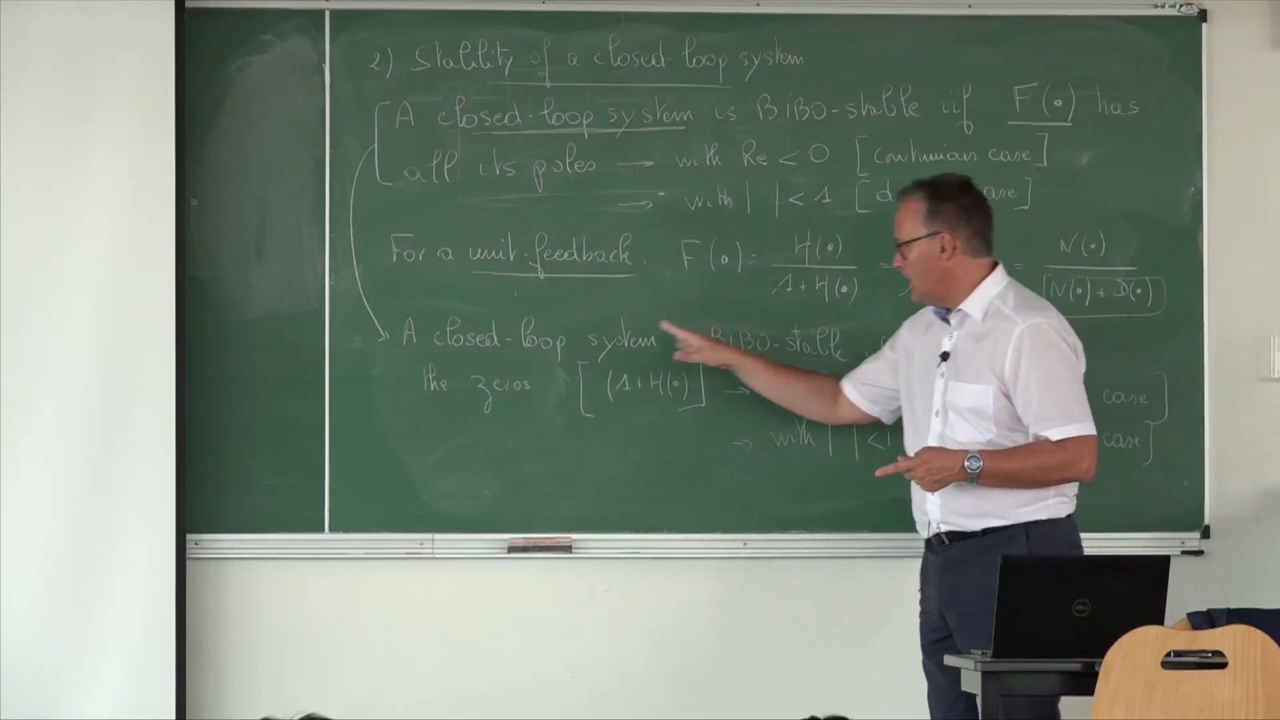 2) Stability of a closed-loop system
A closed-loop system is BiBO-stable iif F(•) has
all its poles → with Re < 0 [continuous case]
→ with | | < 1 [d
For a unit-feedback. F(•) = H(•) / 1+H(•) = = N(•) / N(•)+D(•)
A closed-loop system BiBO-stable
the zeros [(1+H(•)] → case]
→ with | | < 1 case]
DELL